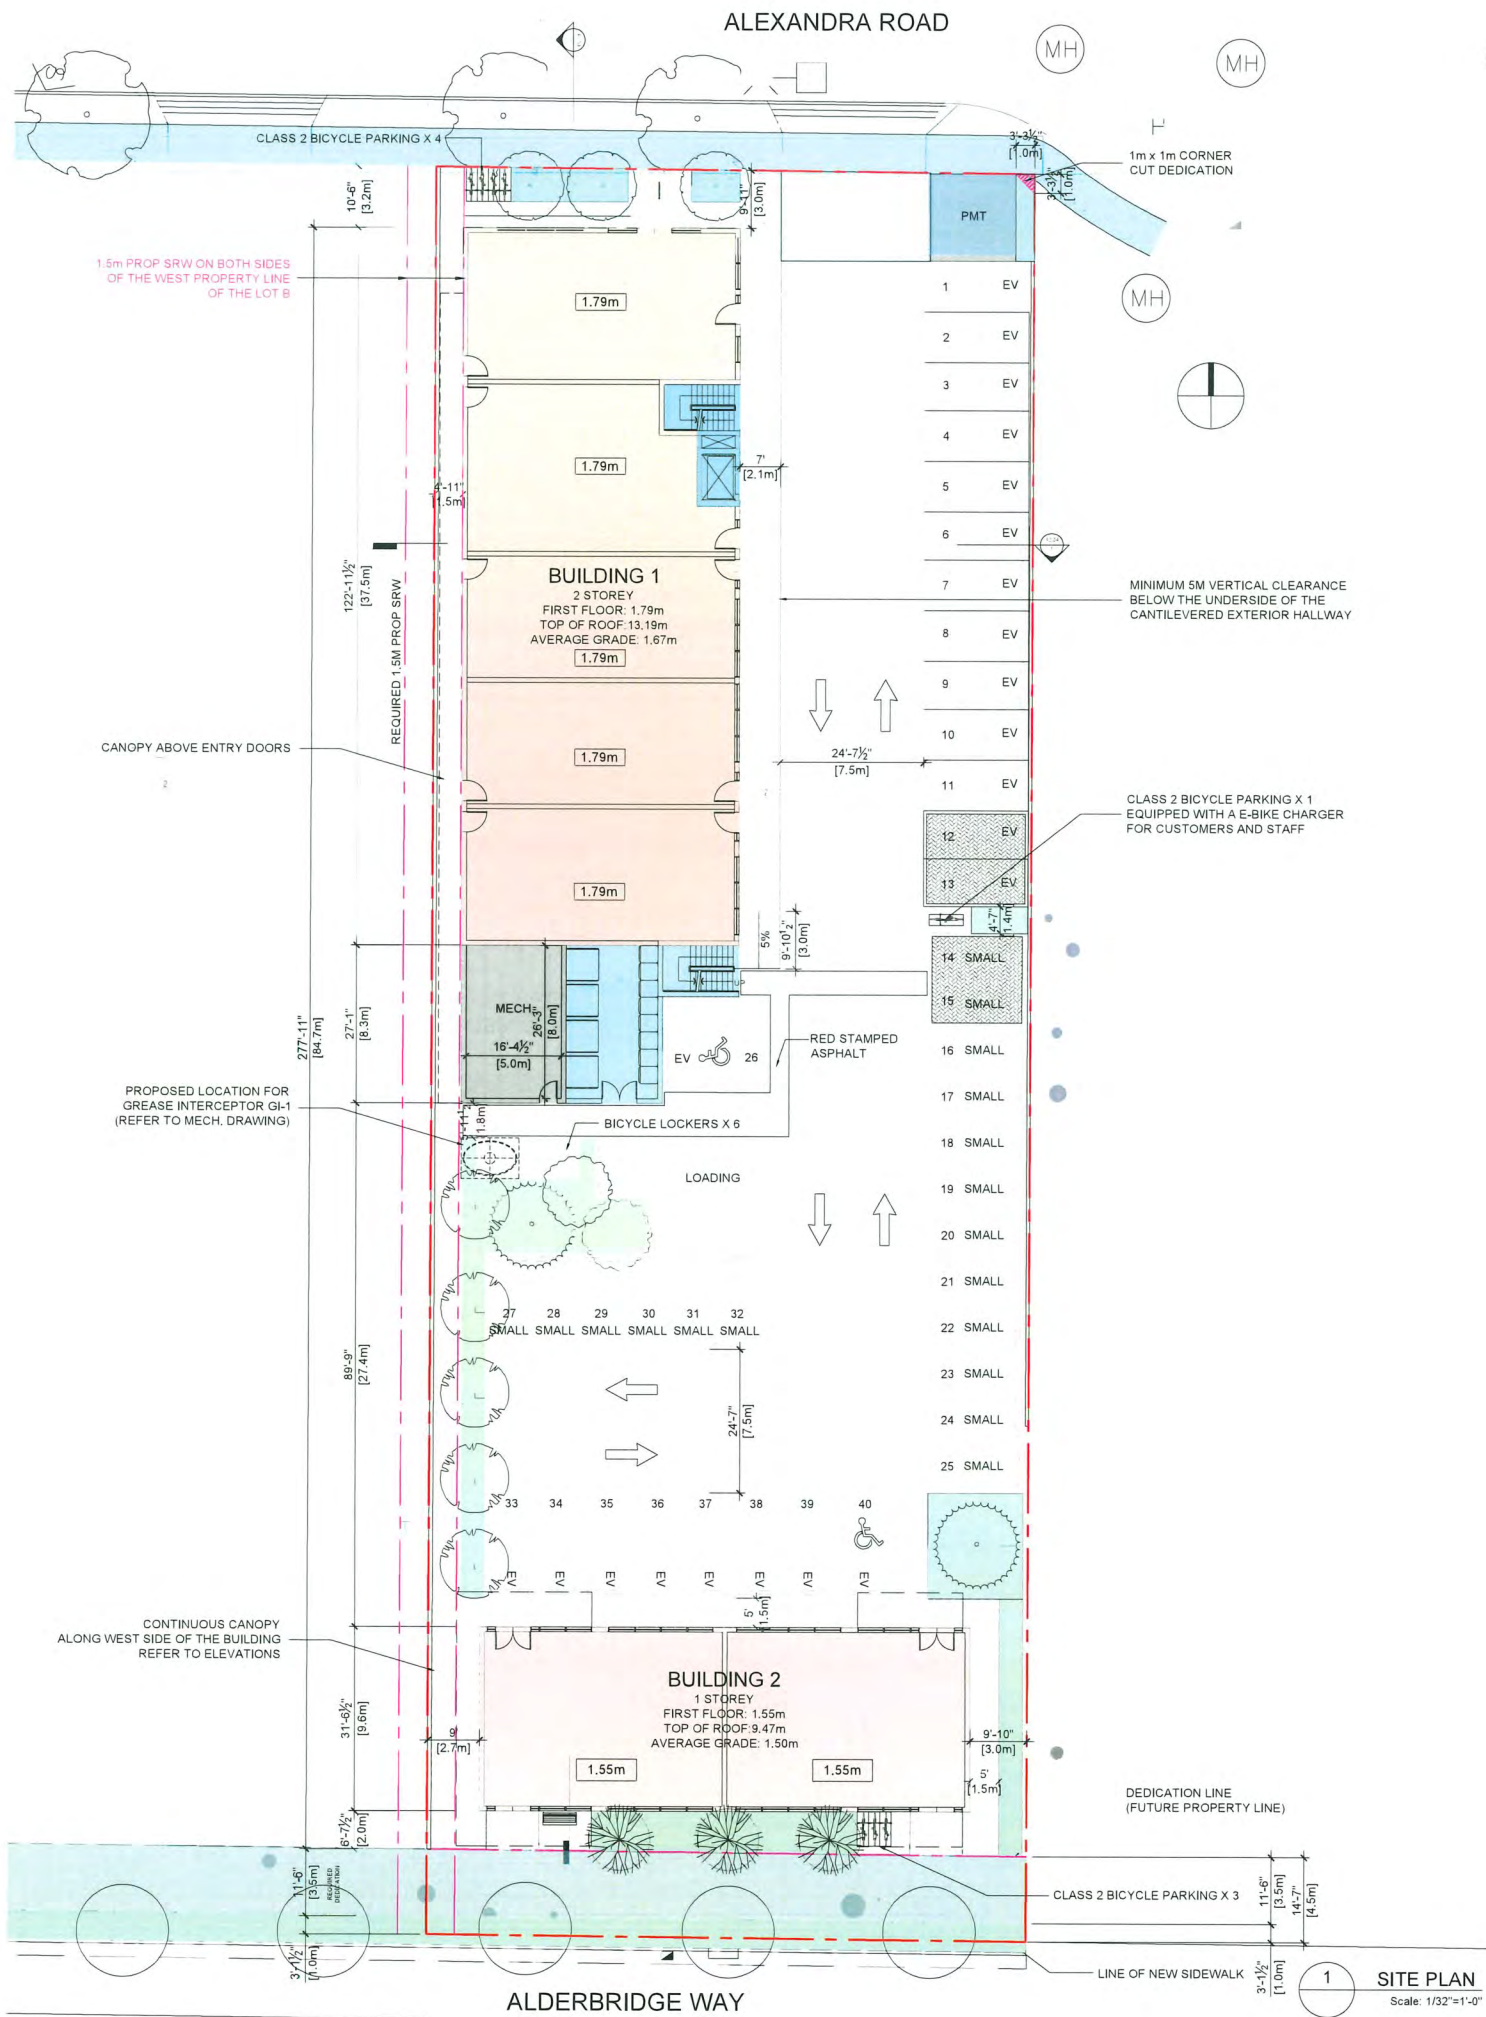 ALEXANDRA ROAD
MH
MH
CLASS 2 BICYCLE PARKING X 4
3'-3½"
[1.0m]
1m x 1m CORNER
CUT DEDICATION
3'-3½"
[1.0m]
10'-6"
[3.2m]
9'-11"
[3.0m]
PMT
1.5m PROP SRW ON BOTH SIDES
OF THE WEST PROPERTY LINE
OF THE LOT B
MH
1.79m
1 EV
2 EV
3 EV
4 EV
5 EV
6 EV
7 EV
8 EV
9 EV
10 EV
11 EV
12 EV
13 EV
1.79m
7'
[2.1m]
4'-11"
[1.5m]
122'-11½"
[37.5m]
REQUIRED 1.5M PROP SRW
BUILDING 1
2 STOREY
FIRST FLOOR: 1.79m
TOP OF ROOF:13.19m
AVERAGE GRADE: 1.67m
1.79m
MINIMUM 5M VERTICAL CLEARANCE
BELOW THE UNDERSIDE OF THE
CANTILEVERED EXTERIOR HALLWAY
CANOPY ABOVE ENTRY DOORS
1.79m
24'-7½"
[7.5m]
CLASS 2 BICYCLE PARKING X 1
EQUIPPED WITH A E-BIKE CHARGER
FOR CUSTOMERS AND STAFF
1.79m
5%
9'-10½"
[3.0m]
4'-7"
[1.4m]
14 SMALL
15 SMALL
16 SMALL
17 SMALL
18 SMALL
19 SMALL
20 SMALL
21 SMALL
22 SMALL
23 SMALL
24 SMALL
25 SMALL
277'-11"
[84.7m]
27'-1"
[8.3m]
MECH.
26'-3"
[8.0m]
16'-4½"
[5.0m]
EV 26
RED STAMPED
ASPHALT
PROPOSED LOCATION FOR
GREASE INTERCEPTOR GI-1
(REFER TO MECH. DRAWING)
1.8m]
BICYCLE LOCKERS X 6
LOADING
27 28 29 30 31 32
SMALL SMALL SMALL SMALL SMALL SMALL
89'-9"
[27.4m]
24'-7"
[7.5m]
33 34 35 36 37 38 39 40
EV EV EV EV EV EV EV EV
5'
[1.5m]
CONTINUOUS CANOPY
ALONG WEST SIDE OF THE BUILDING
REFER TO ELEVATIONS
BUILDING 2
1 STOREY
FIRST FLOOR: 1.55m
TOP OF ROOF:9.47m
AVERAGE GRADE: 1.50m
31'-6½"
[9.6m]
9'
[2.7m]
9'-10"
[3.0m]
1.55m
1.55m
5'
[1.5m]
DEDICATION LINE
(FUTURE PROPERTY LINE)
6'-7½"
[2.0m]
11'-6"
[3.5m]
REQUIRED
DEDICATION
CLASS 2 BICYCLE PARKING X 3
11'-6"
[3.5m]
14'-7"
[4.5m]
3'-1½"
[1.0m]
LINE OF NEW SIDEWALK
3'-1½"
[1.0m]
1
SITE PLAN
Scale: 1/32"=1'-0"
ALDERBRIDGE WAY